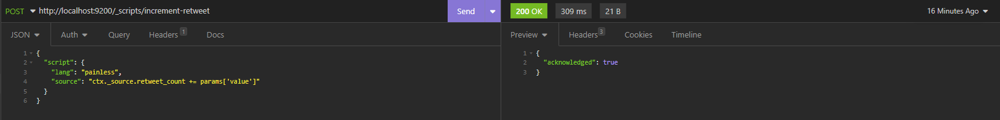 POST http://localhost:9200/_scripts/increment-retweet Send 200 OK 309 ms 21 B 16 Minutes Ago
JSON Auth Query Headers 1 Docs Preview Headers 3 Cookies Timeline
1 {
2 "script": {
3 "lang": "painless",
4 "source": "ctx._source.retweet_count += params['value']"
5 }
6 }
1 {
2 "acknowledged": true
3 }